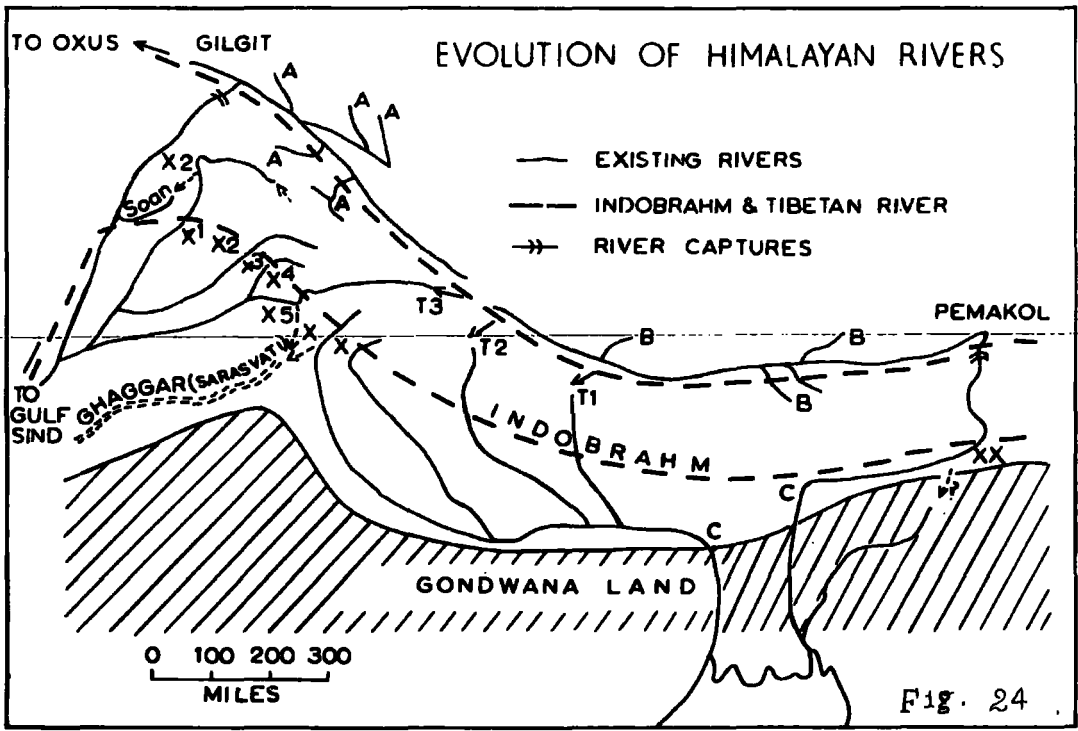 TO OXUS
GILGIT
EVOLUTION OF HIMALAYAN RIVERS
A
A
A
EXISTING RIVERS
A
X2
Soan
A
INDOBRAHM & TIBETAN RIVER
X1
X2
RIVER CAPTURES
X3
X4
T3
X5
PEMAKOL
X
X
T2
B
B
T1
B
TO
GULF
SIND
GHAGGAR (SARASVATI)
INDOBRAHM
XX
C
?
C
GONDWANA LAND
0 100 200 300
MILES
Fig. 24